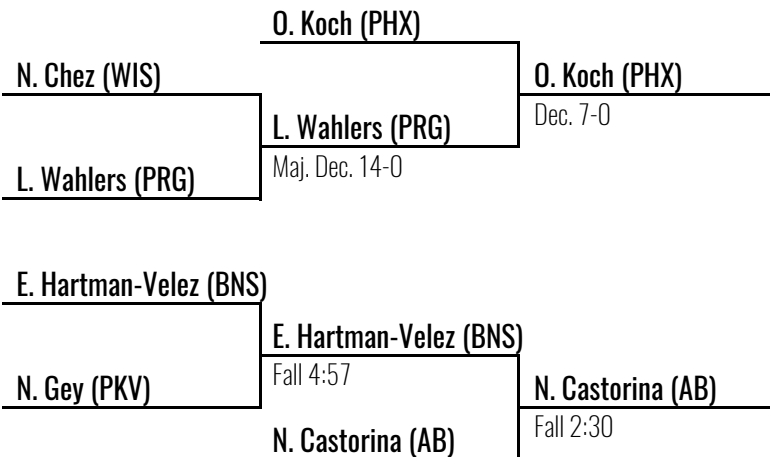 O. Koch (PHX)
N. Chez (WIS)
O. Koch (PHX)
Dec. 7-0
L. Wahlers (PRG)
Maj. Dec. 14-0
L. Wahlers (PRG)
E. Hartman-Velez (BNS)
E. Hartman-Velez (BNS)
Fall 4:57
N. Gey (PKV)
N. Castorina (AB)
Fall 2:30
N. Castorina (AB)